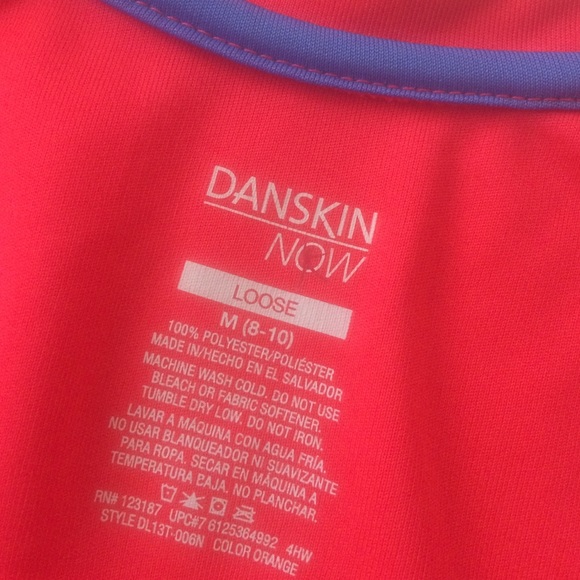 DANSKIN
NOW
LOOSE
M (8-10)
100% POLYESTER/POLIÉSTER
MADE IN/HECHO EN EL SALVADOR
MACHINE WASH COLD. DO NOT USE
BLEACH OR FABRIC SOFTENER.
TUMBLE DRY LOW. DO NOT IRON.
LAVAR A MÁQUINA CON AGUA FRÍA.
NO USAR BLANQUEADOR NI SUAVIZANTE
PARA ROPA. SECAR EN MÁQUINA A
TEMPERATURA BAJA. NO PLANCHAR.
RN# 123187 UPC#7 6125364992 4HW
STYLE DL13T-006N COLOR ORANGE